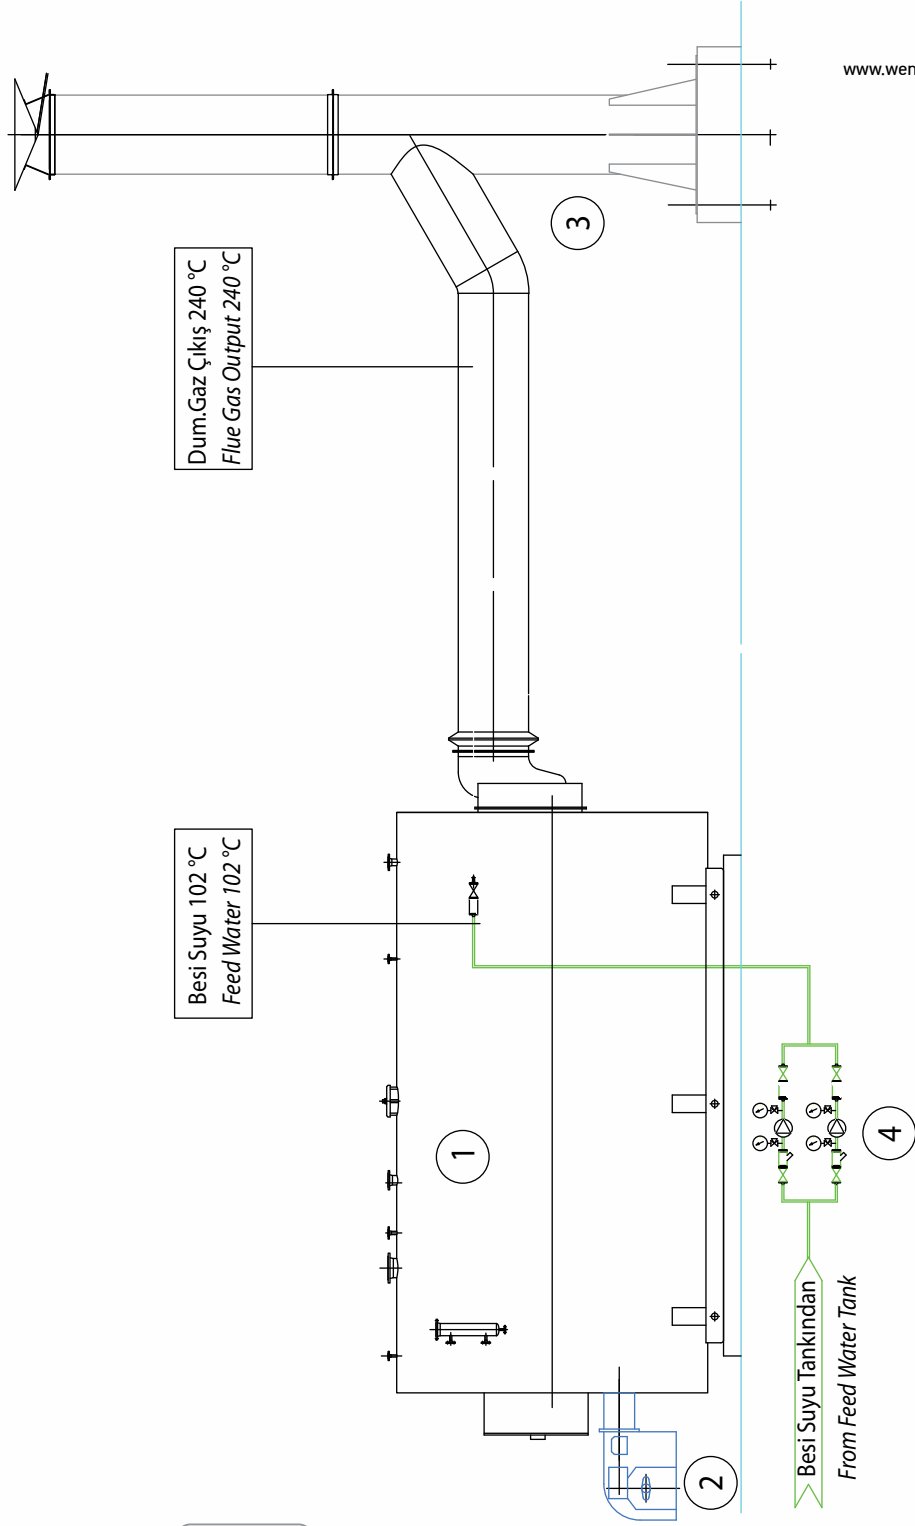 www.wen
Dum.Gaz Çıkış 240 °C
Flue Gas Output 240 °C
3
Besi Suyu 102 °C
Feed Water 102 °C
1
4
2
Besi Suyu Tankından
From Feed Water Tank